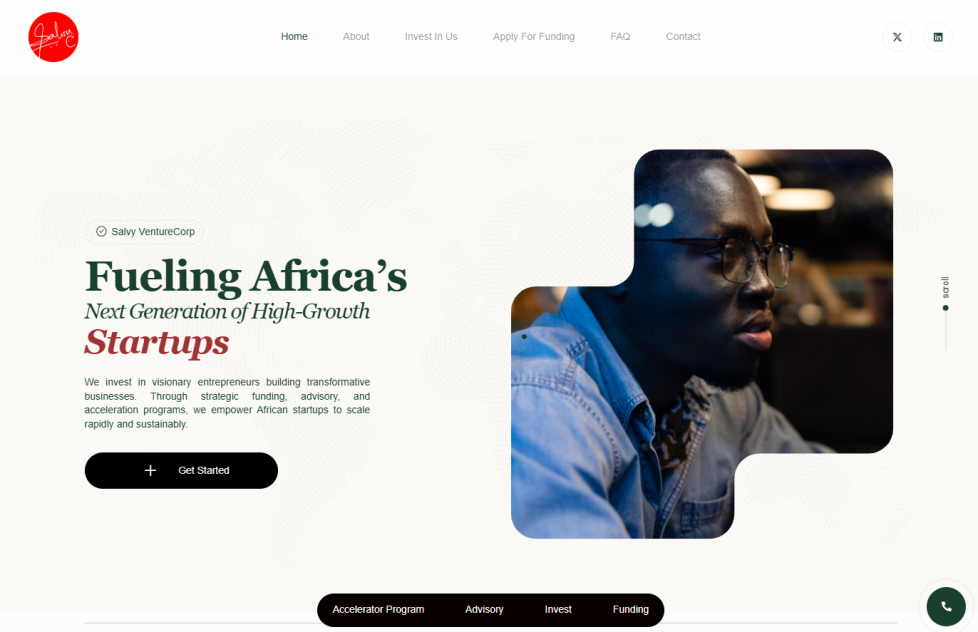 Salvy
Home
About
Invest In Us
Apply For Funding
FAQ
Contact
Salvy VentureCorp
Fueling Africa’s
Next Generation of High-Growth
Startups
We invest in visionary entrepreneurs building transformative
businesses. Through strategic funding, advisory, and
acceleration programs, we empower African startups to scale
rapidly and sustainably.
Get Started
scroll
Accelerator Program
Advisory
Invest
Funding